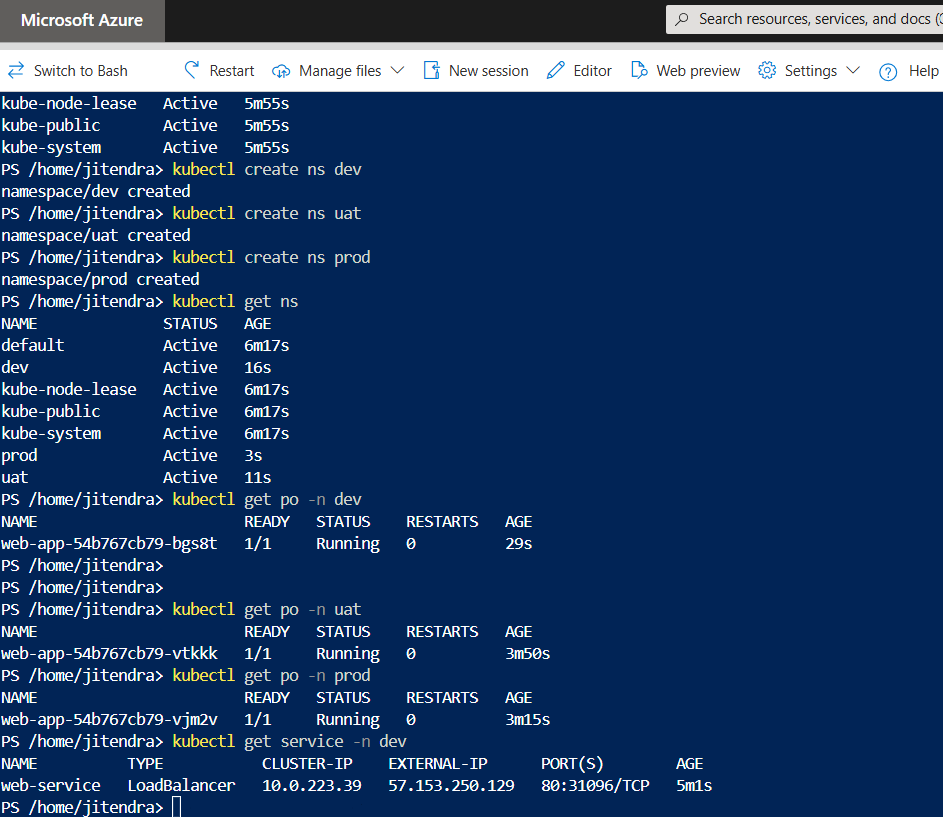 Microsoft Azure
Search resources, services, and docs (
Switch to Bash Restart Manage files New session Editor Web preview Settings Help
kube-node-lease Active 5m55s
kube-public Active 5m55s
kube-system Active 5m55s
PS /home/jitendra> kubectl create ns dev
namespace/dev created
PS /home/jitendra> kubectl create ns uat
namespace/uat created
PS /home/jitendra> kubectl create ns prod
namespace/prod created
PS /home/jitendra> kubectl get ns
NAME STATUS AGE
default Active 6m17s
dev Active 16s
kube-node-lease Active 6m17s
kube-public Active 6m17s
kube-system Active 6m17s
prod Active 3s
uat Active 11s
PS /home/jitendra> kubectl get po -n dev
NAME READY STATUS RESTARTS AGE
web-app-54b767cb79-bgs8t 1/1 Running 0 29s
PS /home/jitendra>
PS /home/jitendra>
PS /home/jitendra> kubectl get po -n uat
NAME READY STATUS RESTARTS AGE
web-app-54b767cb79-vtkkk 1/1 Running 0 3m50s
PS /home/jitendra> kubectl get po -n prod
NAME READY STATUS RESTARTS AGE
web-app-54b767cb79-vjm2v 1/1 Running 0 3m15s
PS /home/jitendra> kubectl get service -n dev
NAME TYPE CLUSTER-IP EXTERNAL-IP PORT(S) AGE
web-service LoadBalancer 10.0.223.39 57.153.250.129 80:31096/TCP 5m1s
PS /home/jitendra>